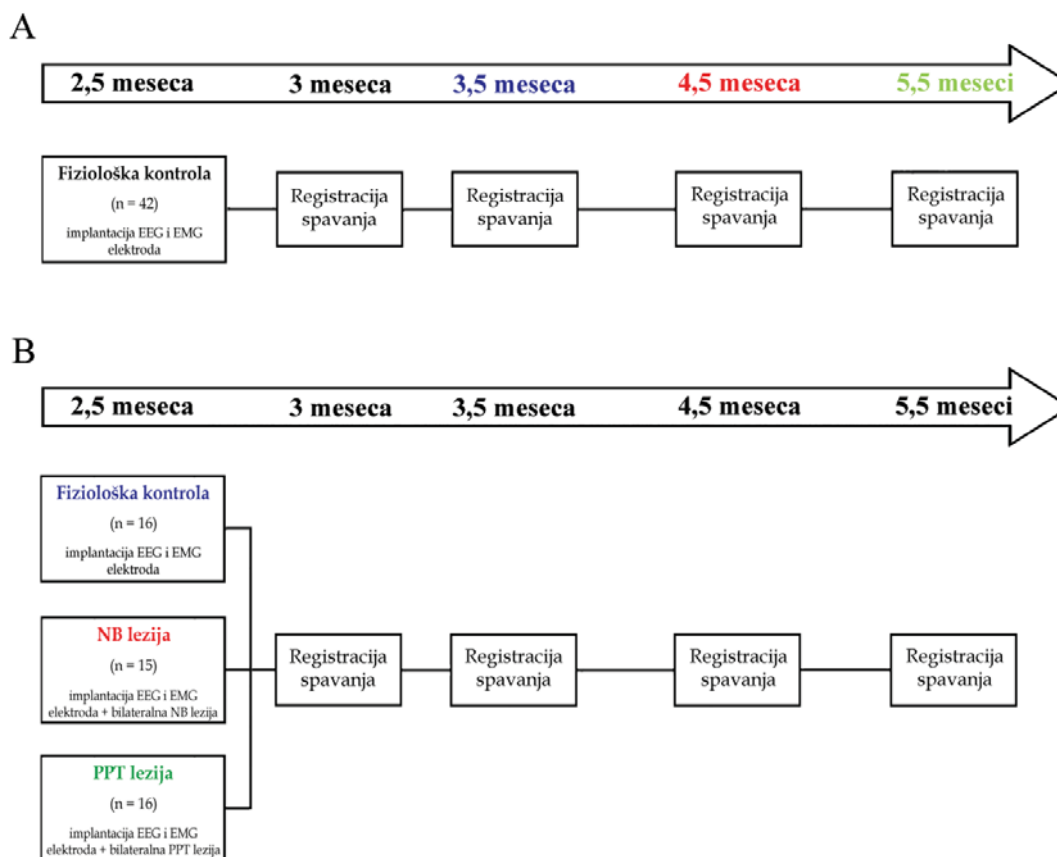 A
2,5 meseca 3 meseca 3,5 meseca 4,5 meseca 5,5 meseci
Fiziološka kontrola
(n = 42)
implantacija EEG i EMG
elektroda
Registracija
spavanja
Registracija
spavanja
Registracija
spavanja
Registracija
spavanja
B
2,5 meseca 3 meseca 3,5 meseca 4,5 meseca 5,5 meseci
Fiziološka kontrola
(n = 16)
implantacija EEG i EMG
elektroda
NB lezija
(n = 15)
implantacija EEG i EMG
elektroda + bilateralna NB lezija
PPT lezija
(n = 16)
implantacija EEG i EMG
elektroda + bilateralna PPT lezija
Registracija
spavanja
Registracija
spavanja
Registracija
spavanja
Registracija
spavanja